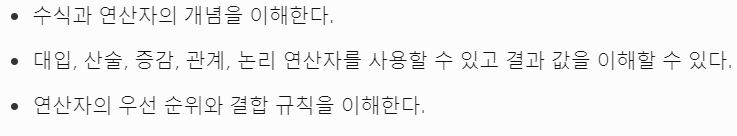 • 수식과 연산자의 개념을 이해한다.
• 대입, 산술, 증감, 관계, 논리 연산자를 사용할 수 있고 결과 값을 이해할 수 있다.
• 연산자의 우선 순위와 결합 규칙을 이해한다.